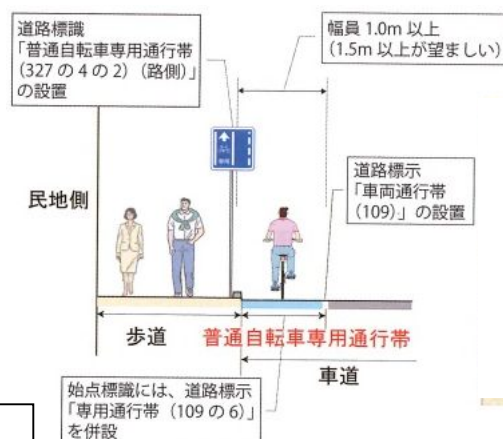 道路標識
「普通自転車専用通行帯
(327の4の2)(路側)」
の設置
幅員 1.0m 以上
(1.5m 以上が望ましい)
道路標示
「車両通行帯
(109)」の設置
民地側
歩道
普通自転車専用通行帯
車道
始点標識には、道路標示
「専用通行帯(109の6)」
を併設